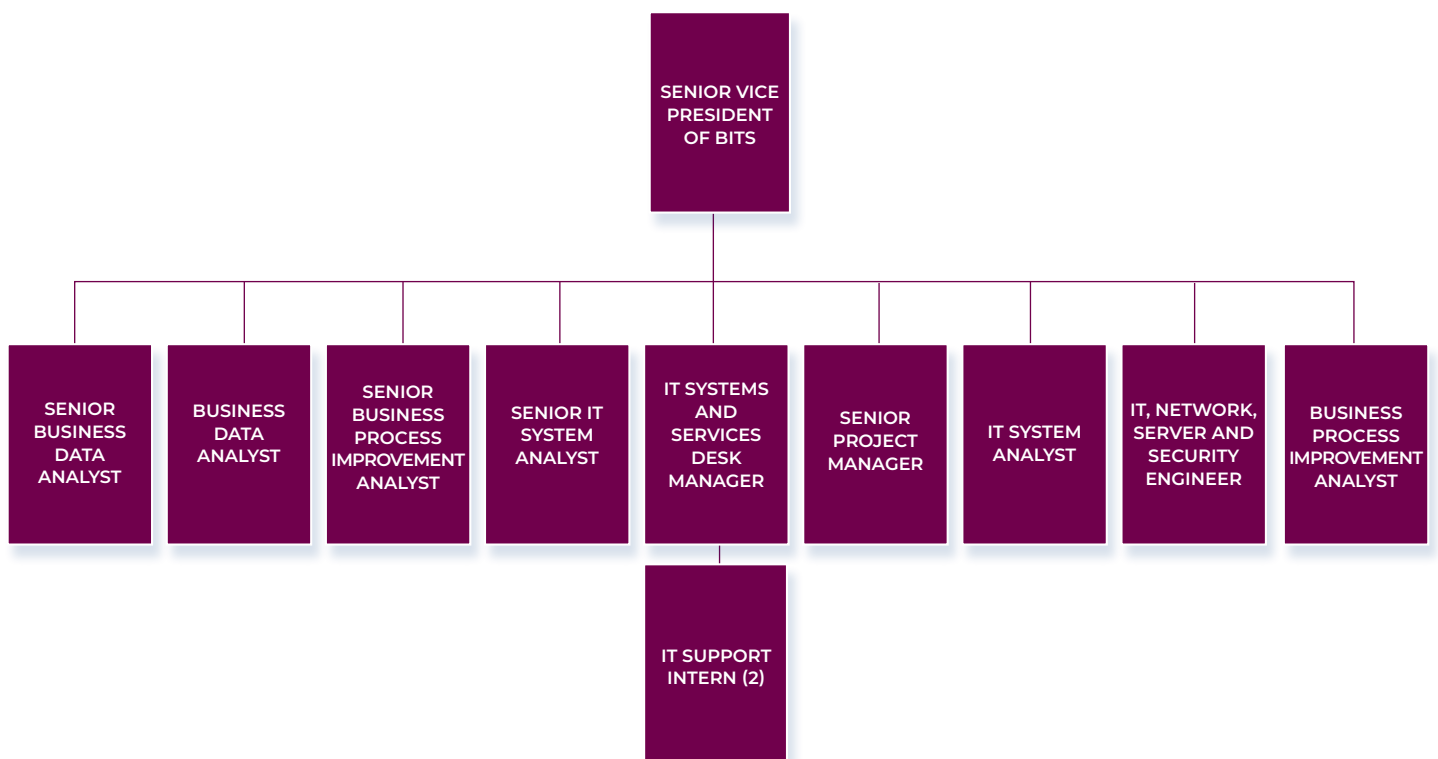 SENIOR VICE
PRESIDENT
OF BITS
SENIOR
BUSINESS
DATA
ANALYST
BUSINESS
DATA
ANALYST
SENIOR
BUSINESS
PROCESS
IMPROVEMENT
ANALYST
SENIOR IT
SYSTEM
ANALYST
IT SYSTEMS
AND
SERVICES
DESK
MANAGER
SENIOR
PROJECT
MANAGER
IT SYSTEM
ANALYST
IT, NETWORK,
SERVER AND
SECURITY
ENGINEER
BUSINESS
PROCESS
IMPROVEMENT
ANALYST
IT SUPPORT
INTERN (2)